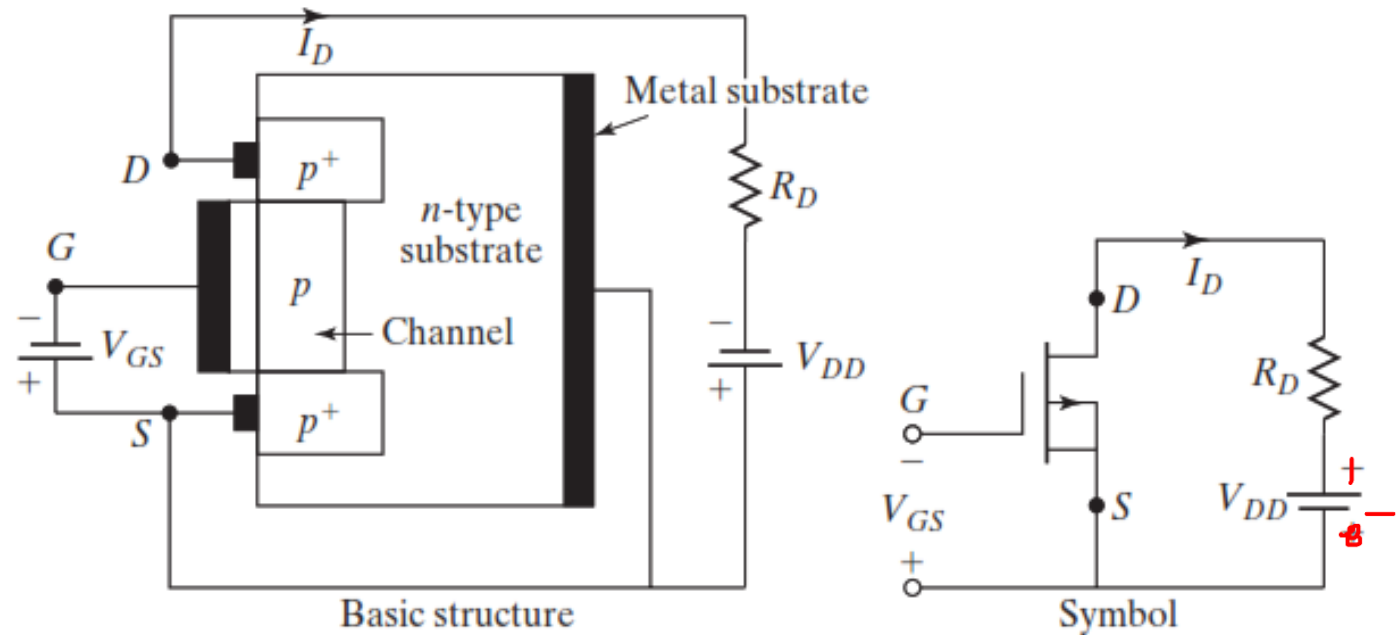 I_D
Metal substrate
D
p⁺
R_D
n-type
substrate
G
p
Channel
−
V_GS
+
−
V_DD
+
S
p⁺
Basic structure
I_D
D
G
R_D
−
V_GS
+
S
V_DD
+
−
Symbol